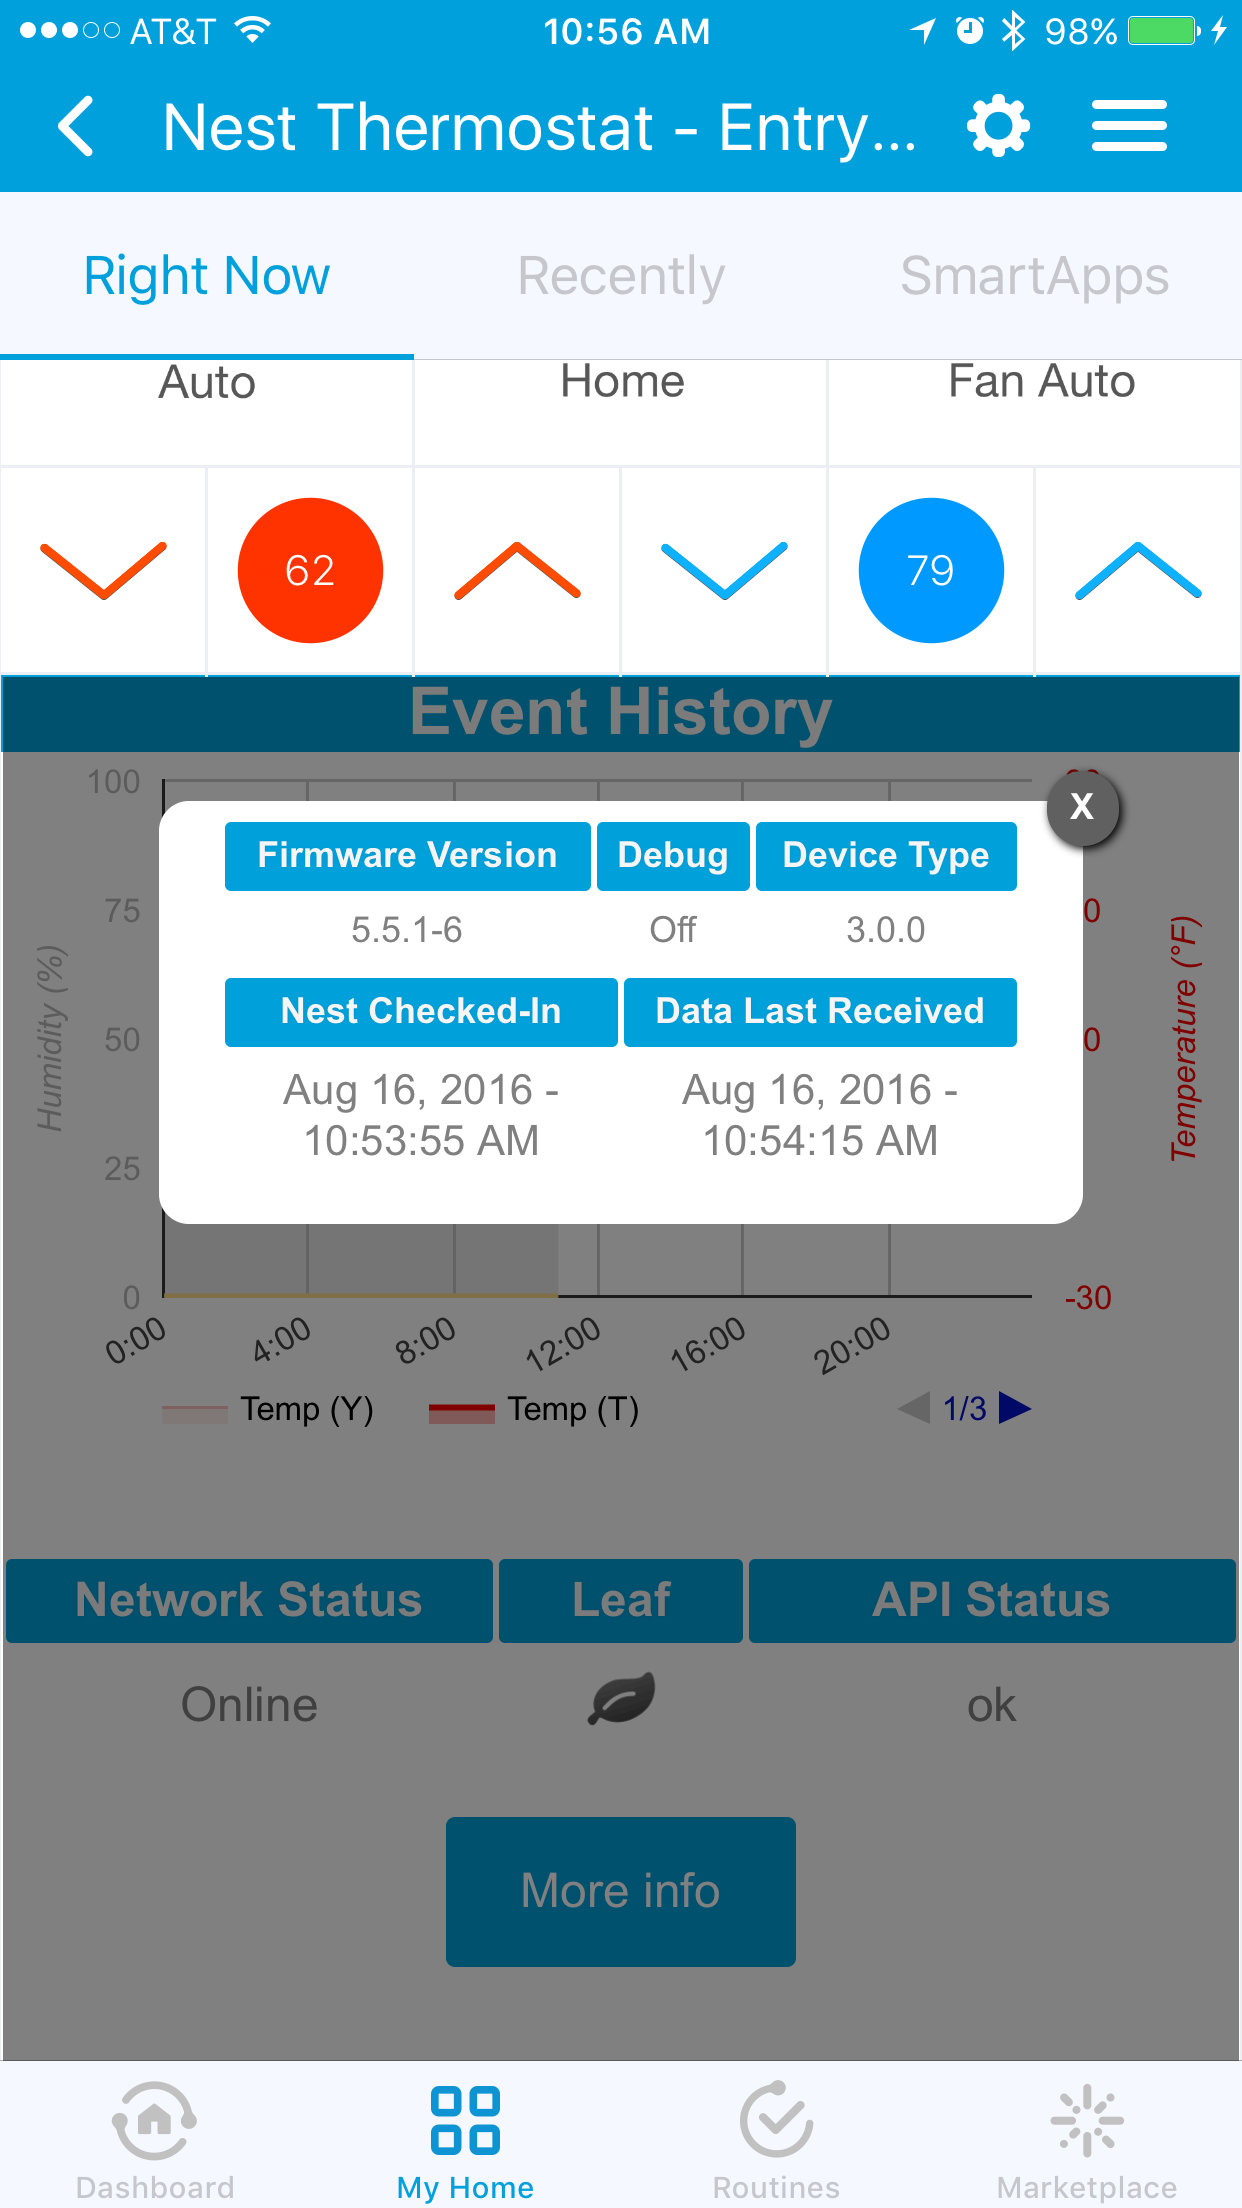 AT&T 10:56 AM 98%
Nest Thermostat - Entry...
Right Now Recently SmartApps
Auto Home Fan Auto
62 79
Event History
100
X
Firmware Version Debug Device Type
75 5.5.1-6 Off 3.0.0 0
Humidity (%)
Temperature (°F)
50 Nest Checked-In Data Last Received 0
Aug 16, 2016 - Aug 16, 2016 -
10:53:55 AM 10:54:15 AM
25
0 -30
0:00 4:00 8:00 12:00 16:00 20:00
Temp (Y) Temp (T) 1/3
Network Status Leaf API Status
Online ok
More info
Dashboard My Home Routines Marketplace